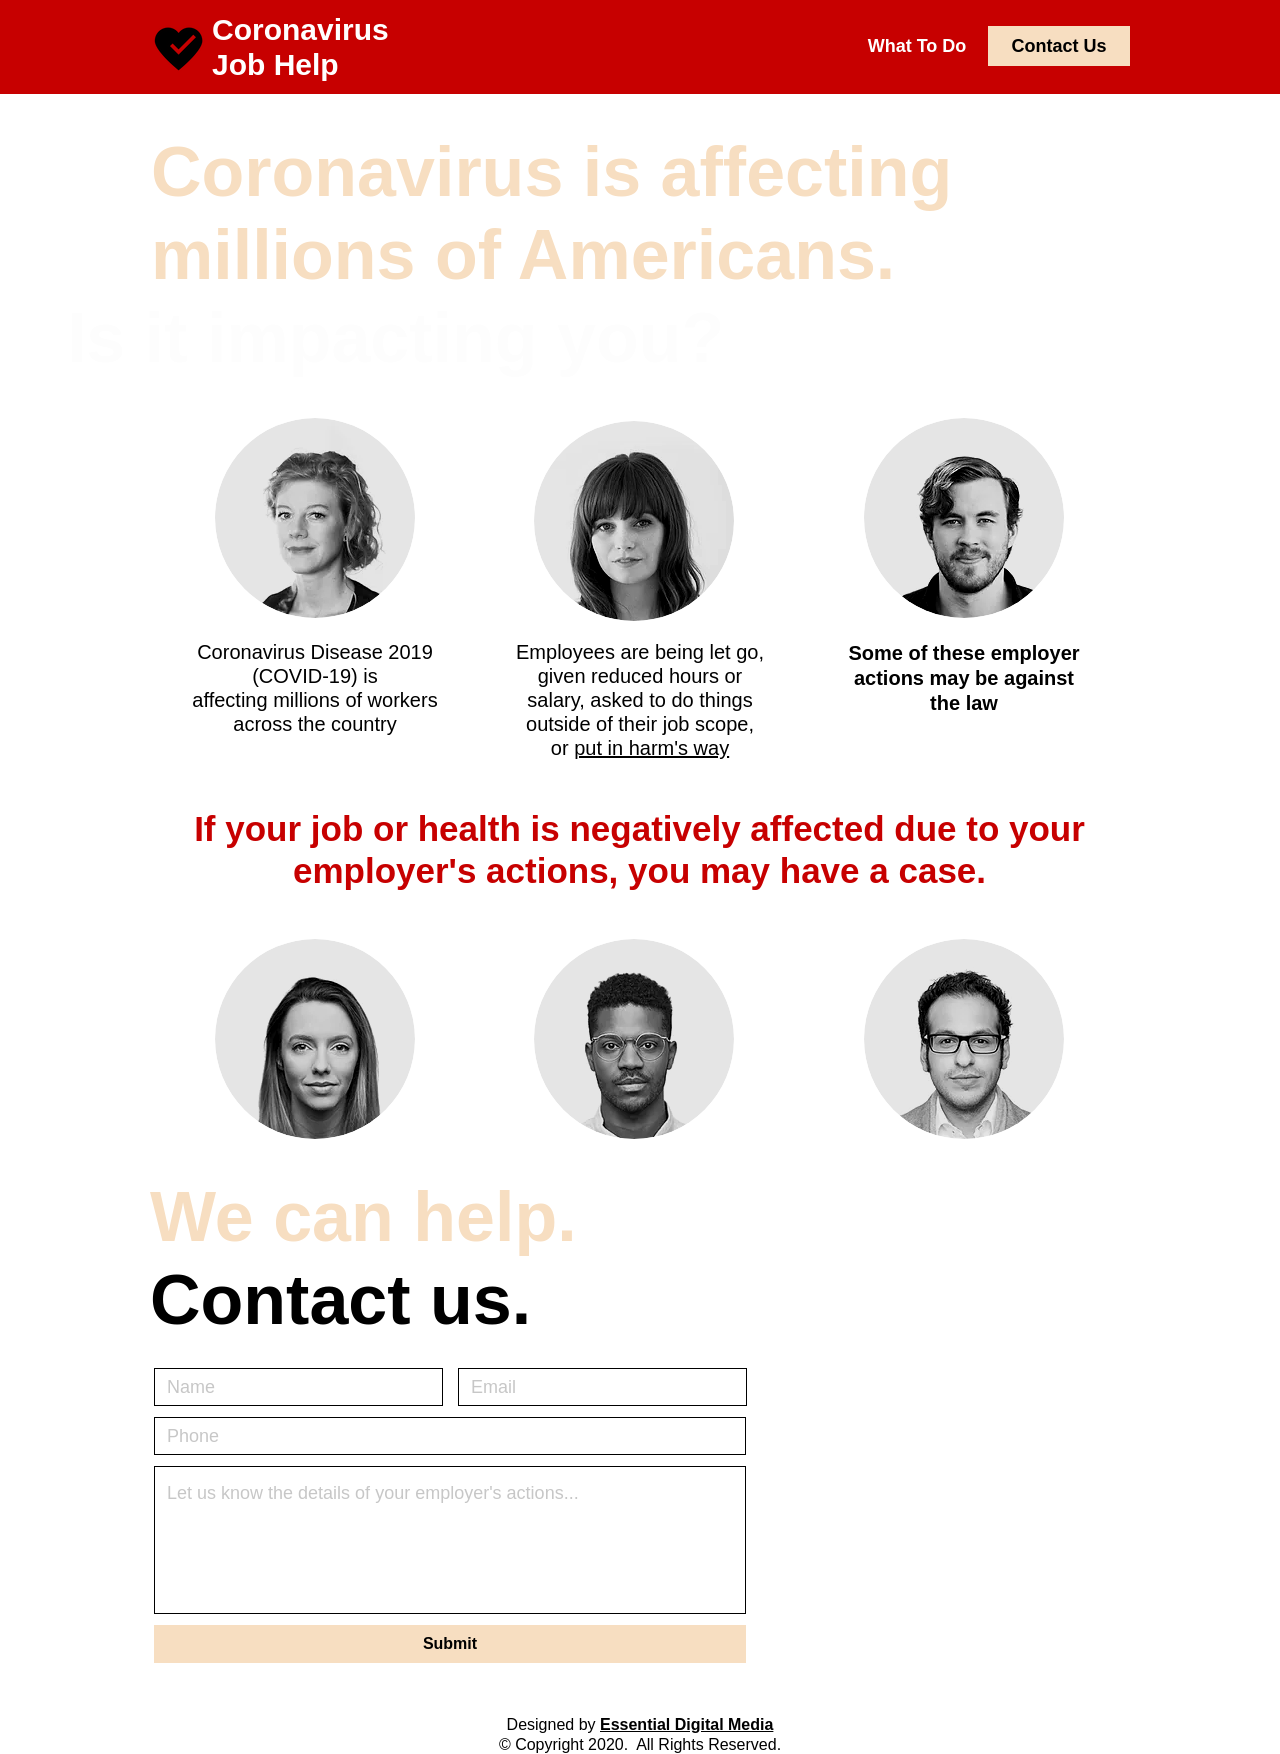 Coronavirus
Job Help
What To Do
Contact Us
Coronavirus is affecting
millions of Americans.
Is it impacting you?
Coronavirus Disease 2019
(COVID-19) is
affecting millions of workers
across the country
Employees are being let go,
given reduced hours or
salary, asked to do things
outside of their job scope,
or put in harm's way
Some of these employer
actions may be against
the law
If your job or health is negatively affected due to your
employer's actions, you may have a case.
We can help.
Contact us.
Name
Email
Phone
Let us know the details of your employer's actions...
Submit
Designed by Essential Digital Media
© Copyright 2020.  All Rights Reserved.